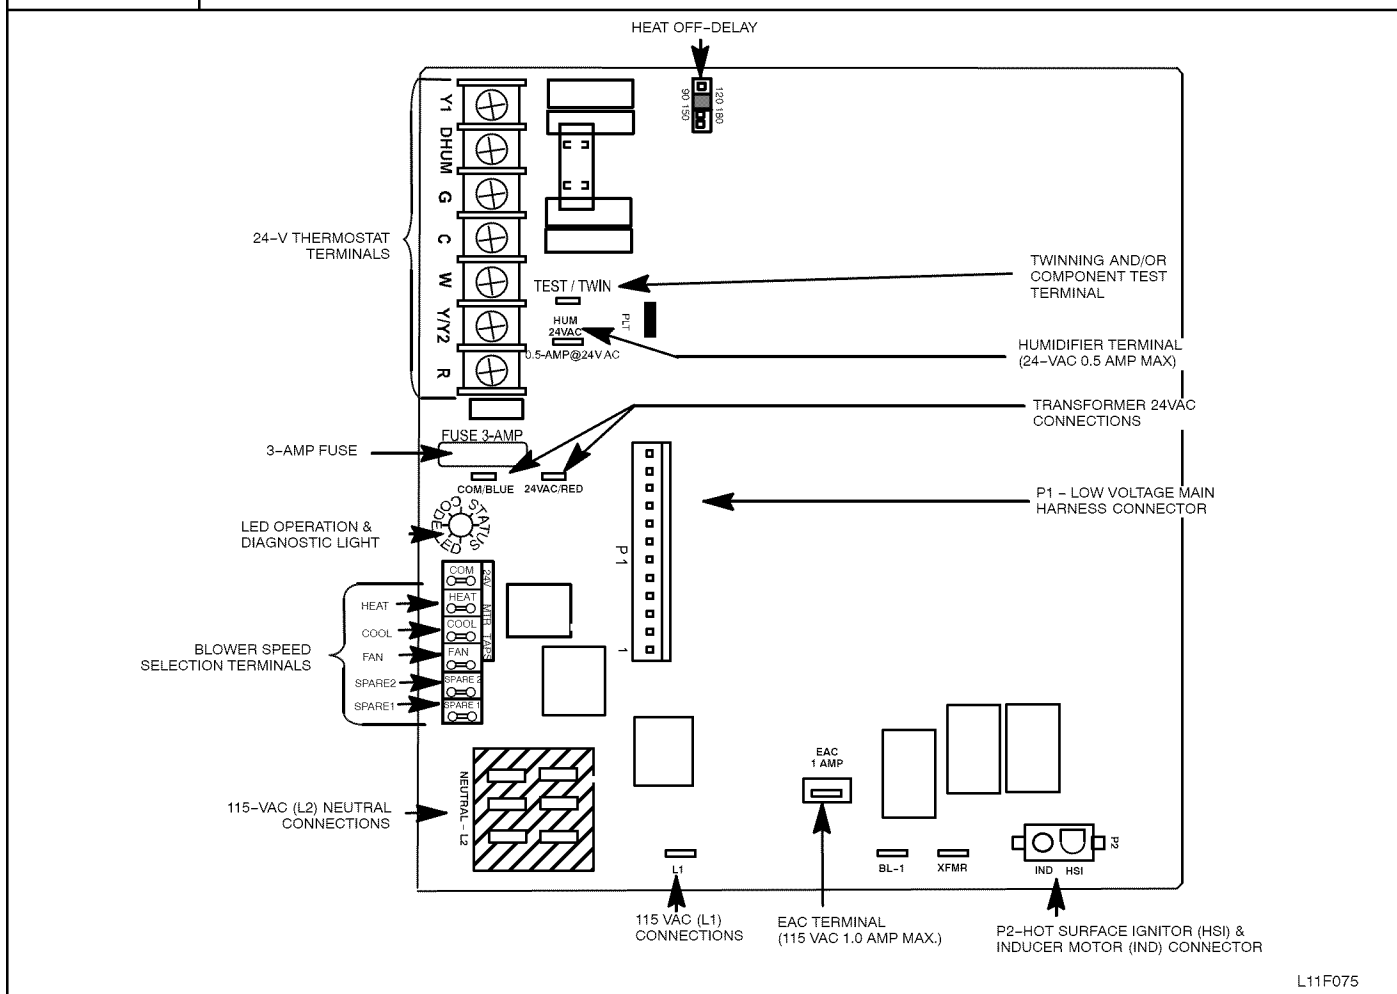 HEAT OFF-DELAY
90 150
120 180
Y1
DHUM
G
C
W
Y/Y2
R
24-V THERMOSTAT
TERMINALS
TEST / TWIN
HUM
24VAC
0.5-AMP@24VAC
PLT
TWINNING AND/OR
COMPONENT TEST
TERMINAL
HUMIDIFIER TERMINAL
(24-VAC 0.5 AMP MAX)
TRANSFORMER 24VAC
CONNECTIONS
FUSE 3-AMP
3-AMP FUSE
COM/BLUE
24VAC/RED
P1 - LOW VOLTAGE MAIN
HARNESS CONNECTOR
STATUS CODE LED
LED OPERATION &
DIAGNOSTIC LIGHT
P1
1
COM
HEAT
COOL
FAN
SPARE 2
SPARE 1
24V
MTR TAPS
HEAT
COOL
FAN
SPARE2
SPARE1
BLOWER SPEED
SELECTION TERMINALS
NEUTRAL - L2
115-VAC (L2) NEUTRAL
CONNECTIONS
EAC
1 AMP
L1
BL-1
XFMR
IND
HSI
P2
115 VAC (L1)
CONNECTIONS
EAC TERMINAL
(115 VAC 1.0 AMP MAX.)
P2-HOT SURFACE IGNITOR (HSI) &
INDUCER MOTOR (IND) CONNECTOR
L11F075